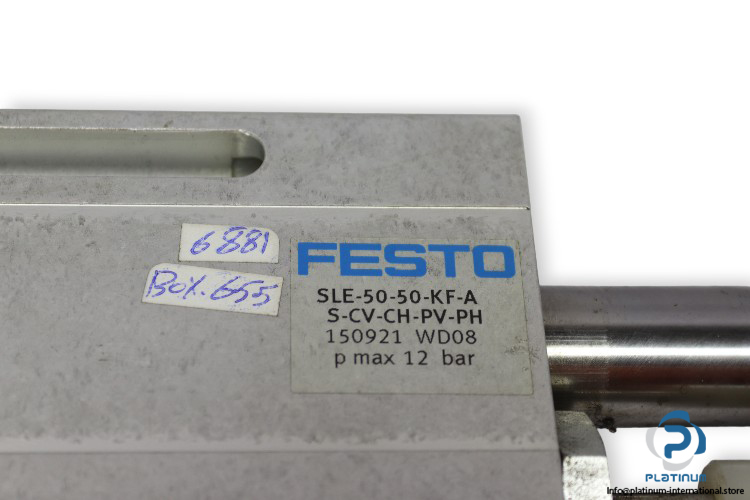 6881
Box.655
FESTO
SLE-50-50-KF-A
S-CV-CH-PV-PH
150921 WD08
p max 12 bar
PLATINUM
Info@platinum-international.store